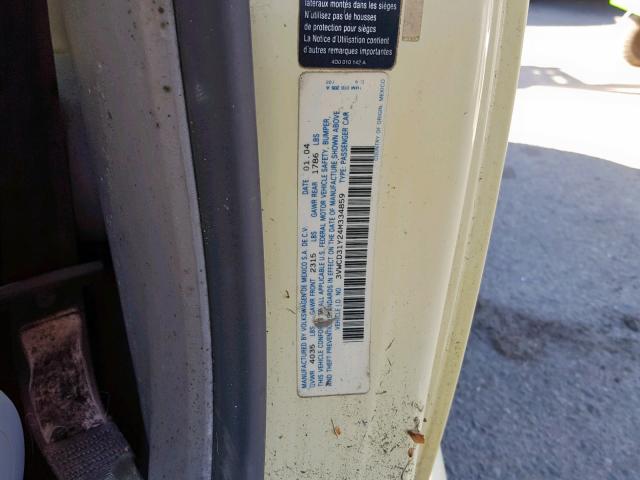 latéraux montés dans les sièges
N'utilisez pas de housses
de protection pour sièges
La Notice d'Utilisation contient
d'autres remarques importantes
4D0 010 142 A
MANUFACTURED BY VOLKSWAGEN DE MEXICO S.A. DE C.V. DATE 01.04
GVWR 4035 LBS GAWR FRONT 2315 LBS GAWR REAR 1786 LBS
THIS VEHICLE CONFORMS TO ALL APPLICABLE U.S. FEDERAL MOTOR VEHICLE SAFETY, BUMPER,
AND THEFT PREVENTION STANDARDS IN EFFECT ON THE DATE OF MANUFACTURE SHOWN ABOVE.
VEHICLE I.D. NO. 3VWCD31Y24M334859 TYPE: PASSENGER CAR
COUNTRY OF ORIGIN: MEXICO